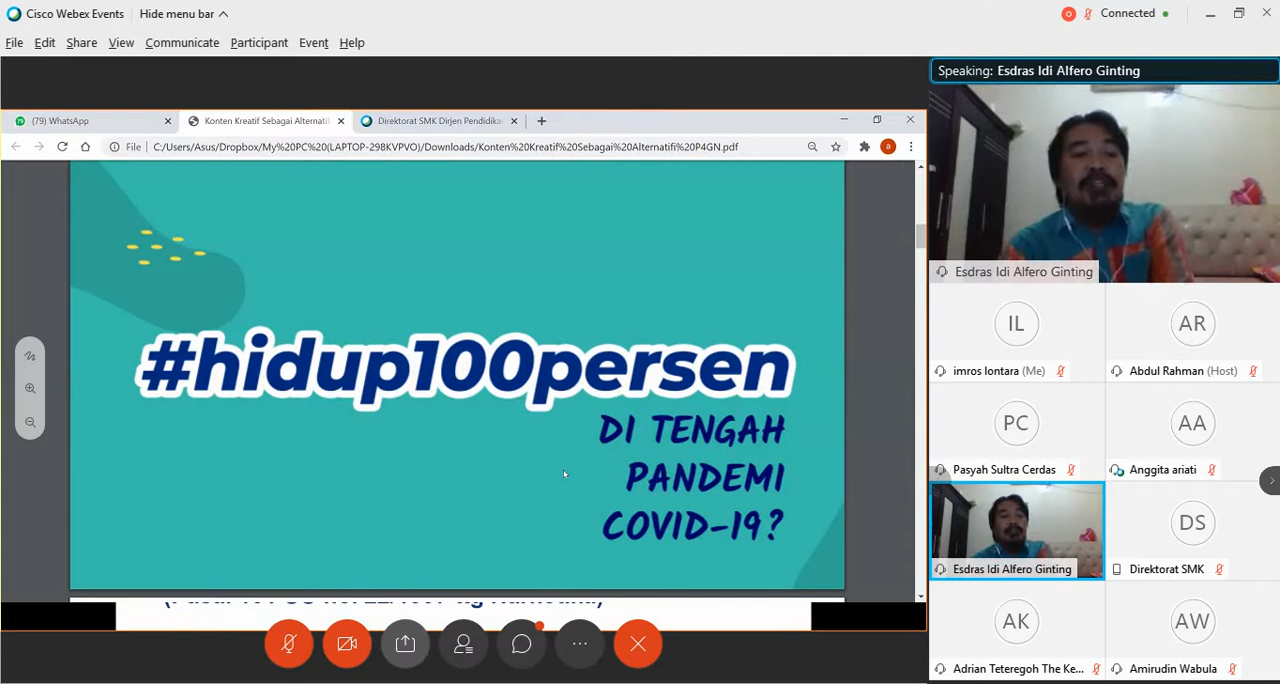 Cisco Webex Events
Hide menu bar
Connected
File Edit Share View Communicate Participant Event Help
Speaking: Esdras Idi Alfero Ginting
(79) WhatsApp
Konten Kreatif Sebagai Alternatif
Direktorat SMK Dirjen Pendidika
File
C:/Users/Asus/Dropbox/My%20PC%20(LAPTOP-298KVPVO)/Downloads/Konten%20Kreatif%20Sebagai%20Alternatifi%20P4GN.pdf
a
#hidup100persen
DI TENGAH
PANDEMI
COVID-19?
Esdras Idi Alfero Ginting
IL
imros lontara (Me)
AR
Abdul Rahman (Host)
PC
Pasyah Sultra Cerdas
AA
Anggita ariati
Esdras Idi Alfero Ginting
DS
Direktorat SMK
AK
Adrian Teteregoh The Ke...
AW
Amirudin Wabula